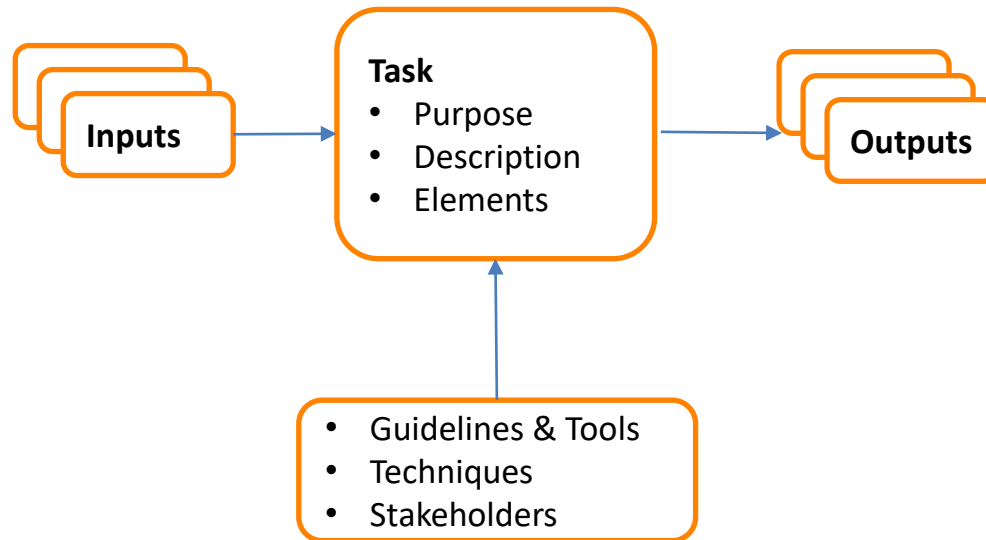 Inputs
Task
• Purpose
• Description
• Elements
Outputs
• Guidelines & Tools
• Techniques
• Stakeholders